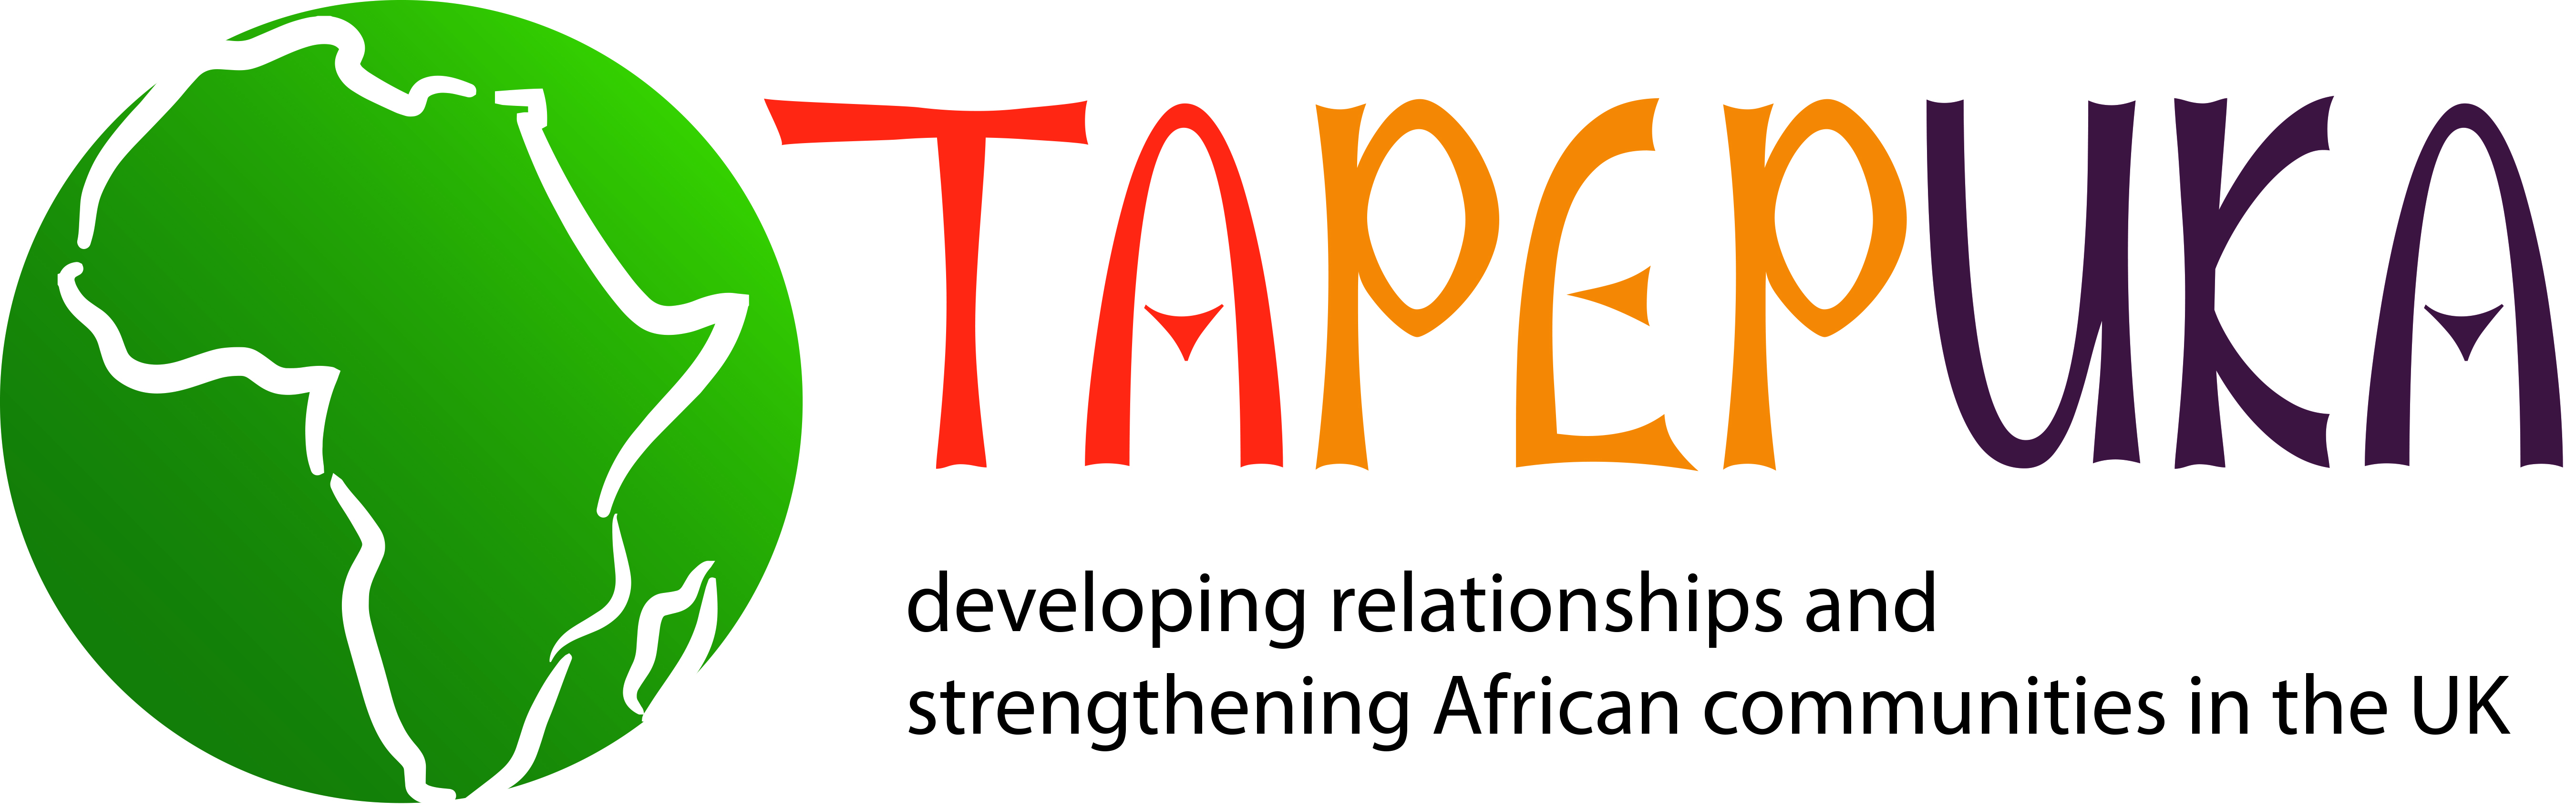 TAPEPUKA
developing relationships and
strengthening African communities in the UK